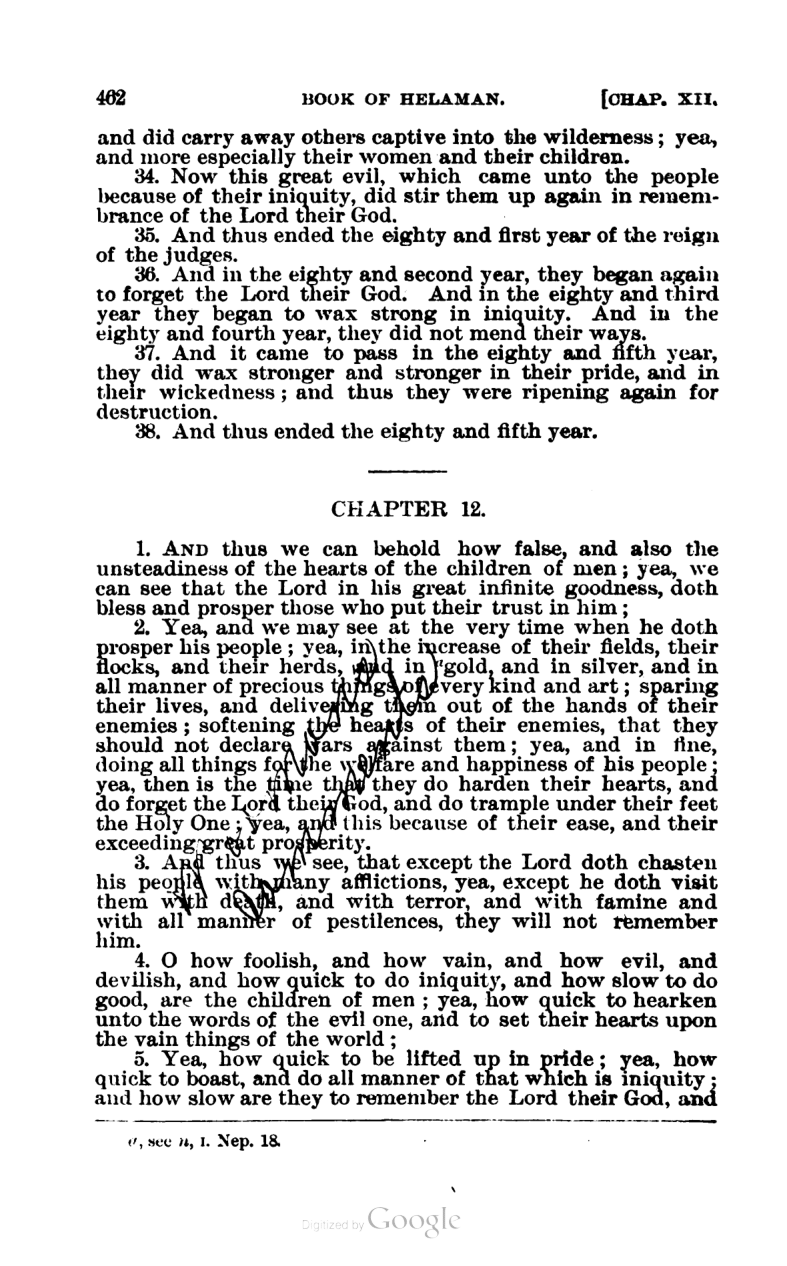 462 BOOK OF HELAMAN. [CHAP. XII.
and did carry away others captive into the wilderness; yea,
and more especially their women and their children.
34. Now this great evil, which came unto the people
because of their iniquity, did stir them up again in remem-
brance of the Lord their God.
35. And thus ended the eighty and first year of the reign
of the judges.
36. And in the eighty and second year, they began again
to forget the Lord their God. And in the eighty and third
year they began to wax strong in iniquity. And in the
eighty and fourth year, they did not mend their ways.
37. And it came to pass in the eighty and fifth year,
they did wax stronger and stronger in their pride, and in
their wickedness; and thus they were ripening again for
destruction.
38. And thus ended the eighty and fifth year.
CHAPTER 12.
1. AND thus we can behold how false, and also the
unsteadiness of the hearts of the children of men; yea, we
can see that the Lord in his great infinite goodness, doth
bless and prosper those who put their trust in him;
2. Yea, and we may see at the very time when he doth
prosper his people; yea, in the increase of their fields, their
flocks, and their herds, and in "gold, and in silver, and in
all manner of precious things of every kind and art; sparing
their lives, and delivering them out of the hands of their
enemies; softening the hearts of their enemies, that they
should not declare wars against them; yea, and in fine,
doing all things for the welfare and happiness of his people;
yea, then is the time that they do harden their hearts, and
do forget the Lord their God, and do trample under their feet
the Holy One; yea, and this because of their ease, and their
exceeding great prosperity.
3. And thus we see, that except the Lord doth chasten
his people with many afflictions, yea, except he doth visit
them with death, and with terror, and with famine and
with all manner of pestilences, they will not remember
him.
4. O how foolish, and how vain, and how evil, and
devilish, and how quick to do iniquity, and how slow to do
good, are the children of men; yea, how quick to hearken
unto the words of the evil one, and to set their hearts upon
the vain things of the world;
5. Yea, how quick to be lifted up in pride; yea, how
quick to boast, and do all manner of that which is iniquity;
and how slow are they to remember the Lord their God, and
see n, I. Nep. 18.
Digitized by Google